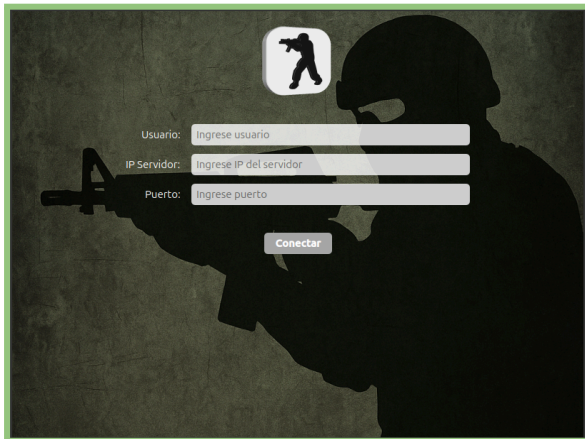 Usuario: Ingrese usuario
IP Servidor: Ingrese IP del servidor
Puerto: Ingrese puerto
Conectar